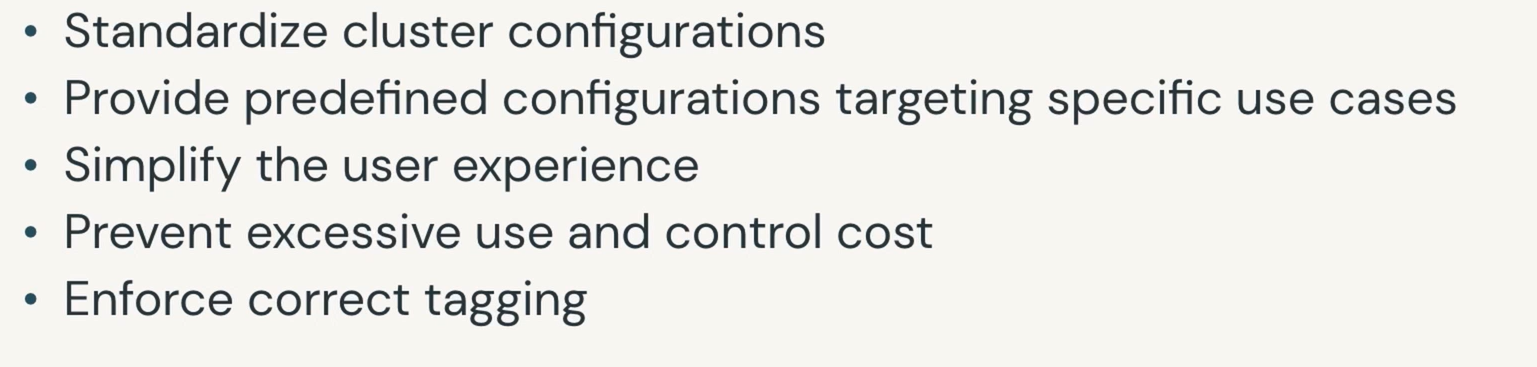 • Standardize cluster configurations
• Provide predefined configurations targeting specific use cases
• Simplify the user experience
• Prevent excessive use and control cost
• Enforce correct tagging